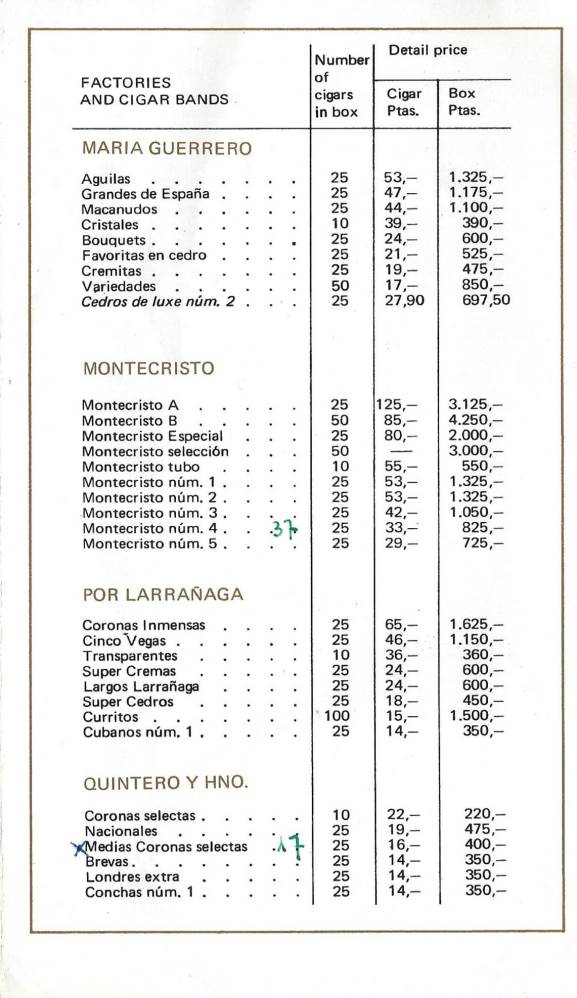 FACTORIES AND CIGAR BANDS Number of cigars in box Detail price Cigar Ptas. Box Ptas.
MARIA GUERRERO
Aguilas . . . . . . . 25 53,— 1.325,—
Grandes de España . . . . 25 47,— 1.175,—
Macanudos . . . . . . 25 44,— 1.100,—
Cristales . . . . . . . 10 39,— 390,—
Bouquets . . . . . . . 25 24,— 600,—
Favoritas en cedro . . . . 25 21,— 525,—
Cremitas . . . . . . . 25 19,— 475,—
Variedades . . . . . . 50 17,— 850,—
Cedros de luxe núm. 2 . . . 25 27,90 697,50
MONTECRISTO
Montecristo A . . . . . 25 125,— 3.125,—
Montecristo B . . . . . 50 85,— 4.250,—
Montecristo Especial . . . . 25 80,— 2.000,—
Montecristo selección . . . 50 — 3.000,—
Montecristo tubo . . . . 10 55,— 550,—
Montecristo núm. 1 . . . . 25 53,— 1.325,—
Montecristo núm. 2 . . . . 25 53,— 1.325,—
Montecristo núm. 3 . . . . 25 42,— 1.050,—
Montecristo núm. 4 . . . 37 25 33,— 825,—
Montecristo núm. 5 . . . . 25 29,— 725,—
POR LARRAÑAGA
Coronas Inmensas . . . . 25 65,— 1.625,—
Cinco Vegas . . . . . . 25 46,— 1.150,—
Transparentes . . . . . 10 36,— 360,—
Super Cremas . . . . . 25 24,— 600,—
Largos Larrañaga . . . . 25 24,— 600,—
Super Cedros . . . . . 25 18,— 450,—
Curritos . . . . . . . 100 15,— 1.500,—
Cubanos núm. 1 . . . . . 25 14,— 350,—
QUINTERO Y HNO.
Coronas selectas . . . . . 10 22,— 220,—
Nacionales . . . . . . 25 19,— 475,—
x Medias Coronas selectas . 17 25 16,— 400,—
Brevas . . . . . . . . 25 14,— 350,—
Londres extra . . . . . 25 14,— 350,—
Conchas núm. 1 . . . . . 25 14,— 350,—